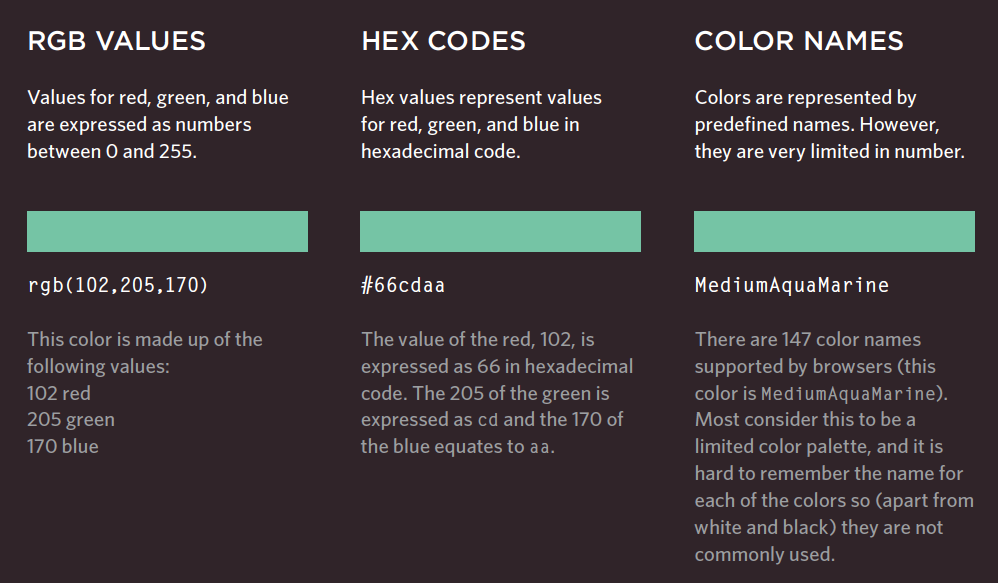 RGB VALUES
Values for red, green, and blue
are expressed as numbers
between 0 and 255.
rgb(102,205,170)
This color is made up of the
following values:
102 red
205 green
170 blue
HEX CODES
Hex values represent values
for red, green, and blue in
hexadecimal code.
#66cdaa
The value of the red, 102, is
expressed as 66 in hexadecimal
code. The 205 of the green is
expressed as cd and the 170 of
the blue equates to aa.
COLOR NAMES
Colors are represented by
predefined names. However,
they are very limited in number.
MediumAquaMarine
There are 147 color names
supported by browsers (this
color is MediumAquaMarine).
Most consider this to be a
limited color palette, and it is
hard to remember the name for
each of the colors so (apart from
white and black) they are not
commonly used.